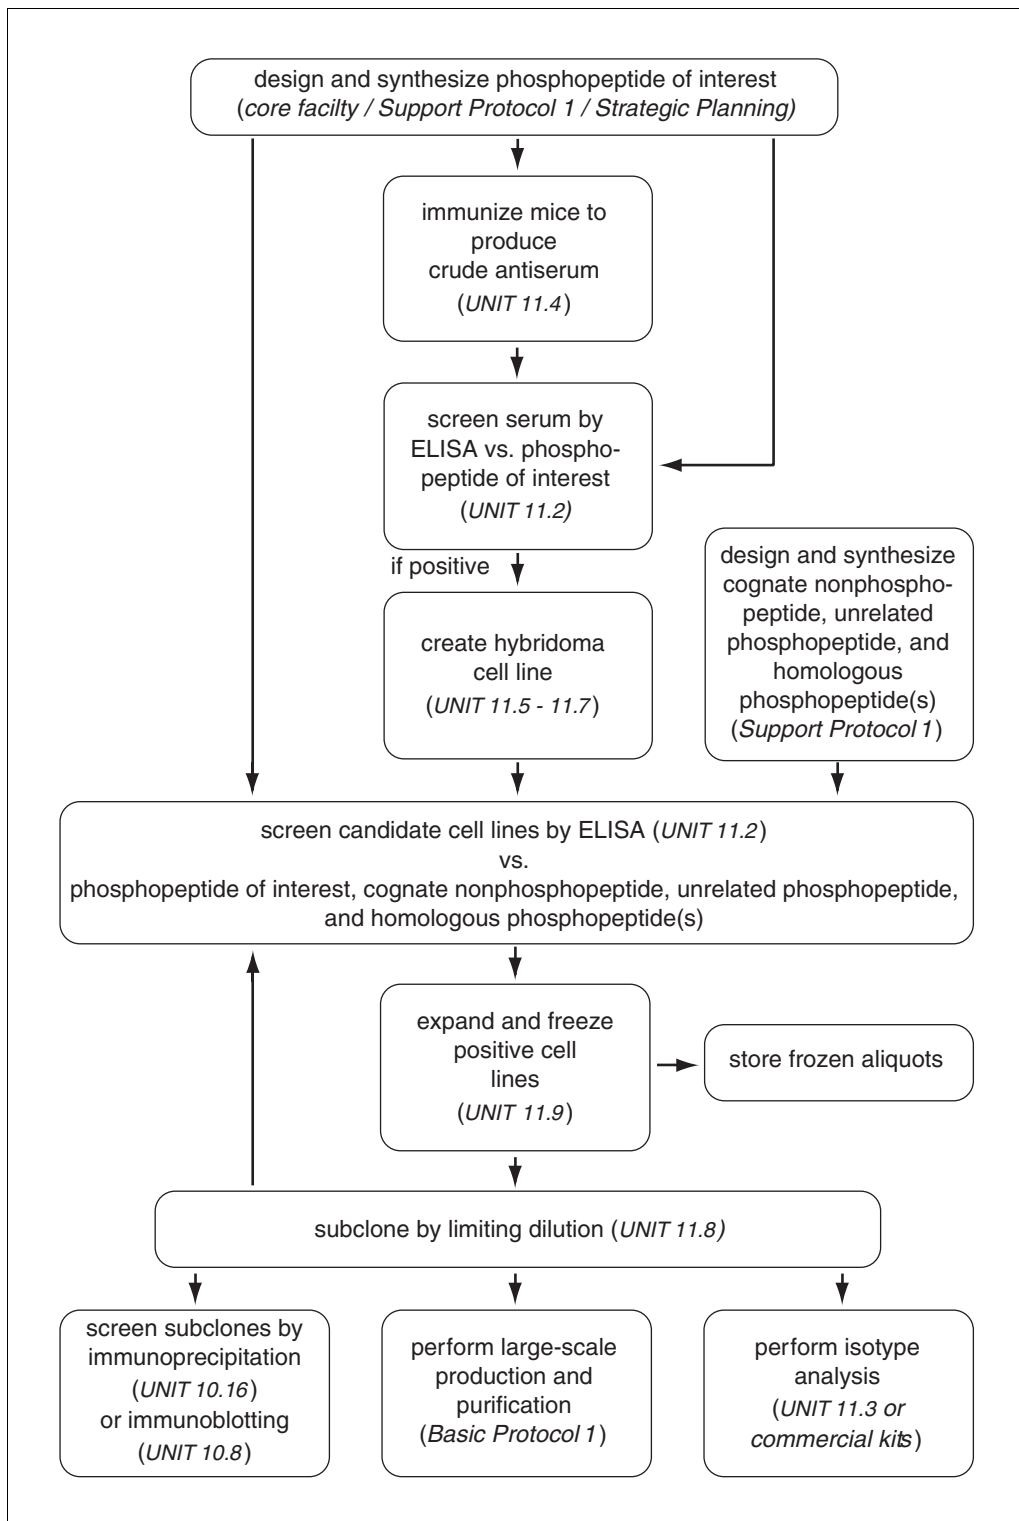 design and synthesize phosphopeptide of interest
(core facilty / Support Protocol 1 / Strategic Planning)
immunize mice to
produce
crude antiserum
(UNIT 11.4)
screen serum by
ELISA vs. phospho-
peptide of interest
(UNIT 11.2)
if positive
create hybridoma
cell line
(UNIT 11.5 - 11.7)
design and synthesize
cognate nonphospho-
peptide, unrelated
phosphopeptide, and
homologous
phosphopeptide(s)
(Support Protocol 1)
screen candidate cell lines by ELISA (UNIT 11.2)
vs.
phosphopeptide of interest, cognate nonphosphopeptide, unrelated phosphopeptide,
and homologous phosphopeptide(s)
expand and freeze
positive cell
lines
(UNIT 11.9)
store frozen aliquots
subclone by limiting dilution (UNIT 11.8)
screen subclones by
immunoprecipitation
(UNIT 10.16)
or immunoblotting
(UNIT 10.8)
perform large-scale
production and
purification
(Basic Protocol 1)
perform isotype
analysis
(UNIT 11.3 or
commercial kits)